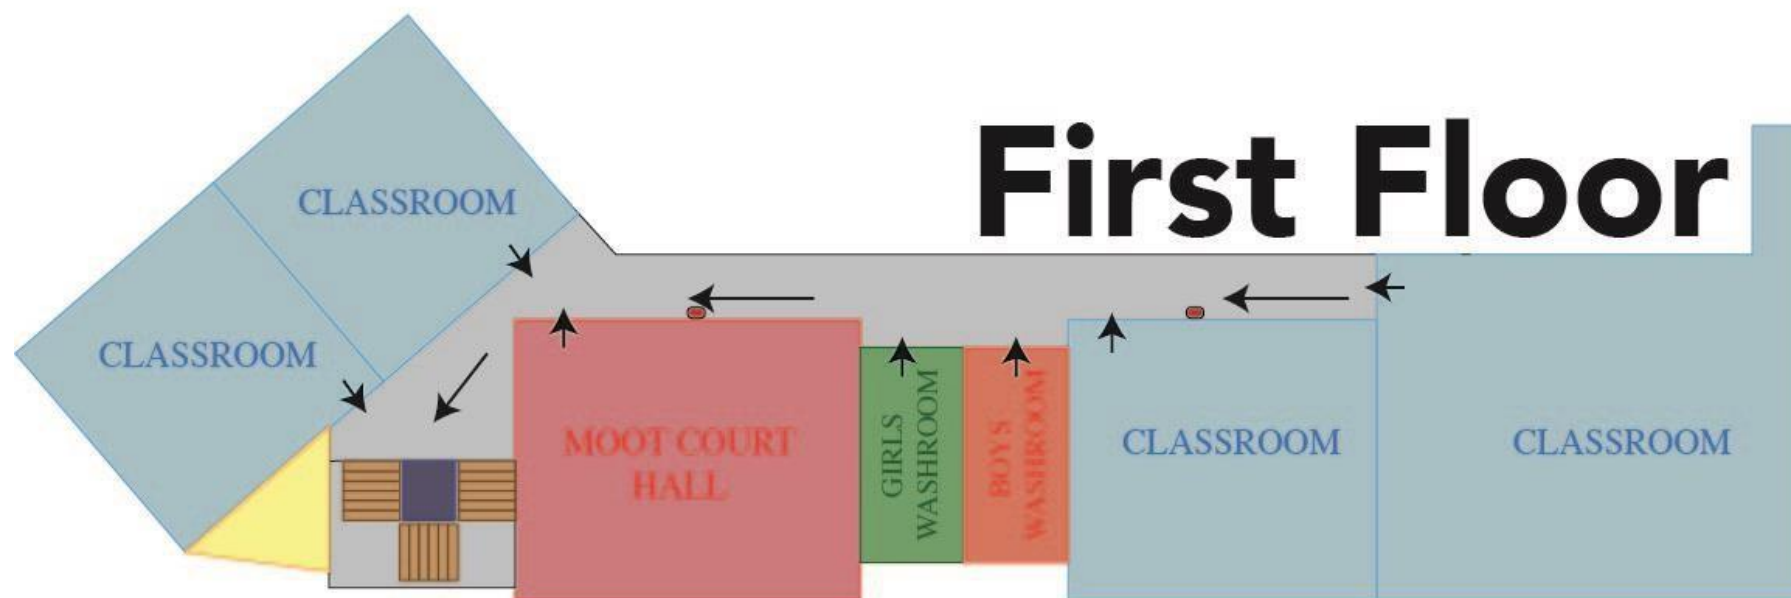 First Floor
CLASSROOM
CLASSROOM
MOOT COURT
HALL
GIRLS
WASHROOM
BOYS
WASHROOM
CLASSROOM
CLASSROOM